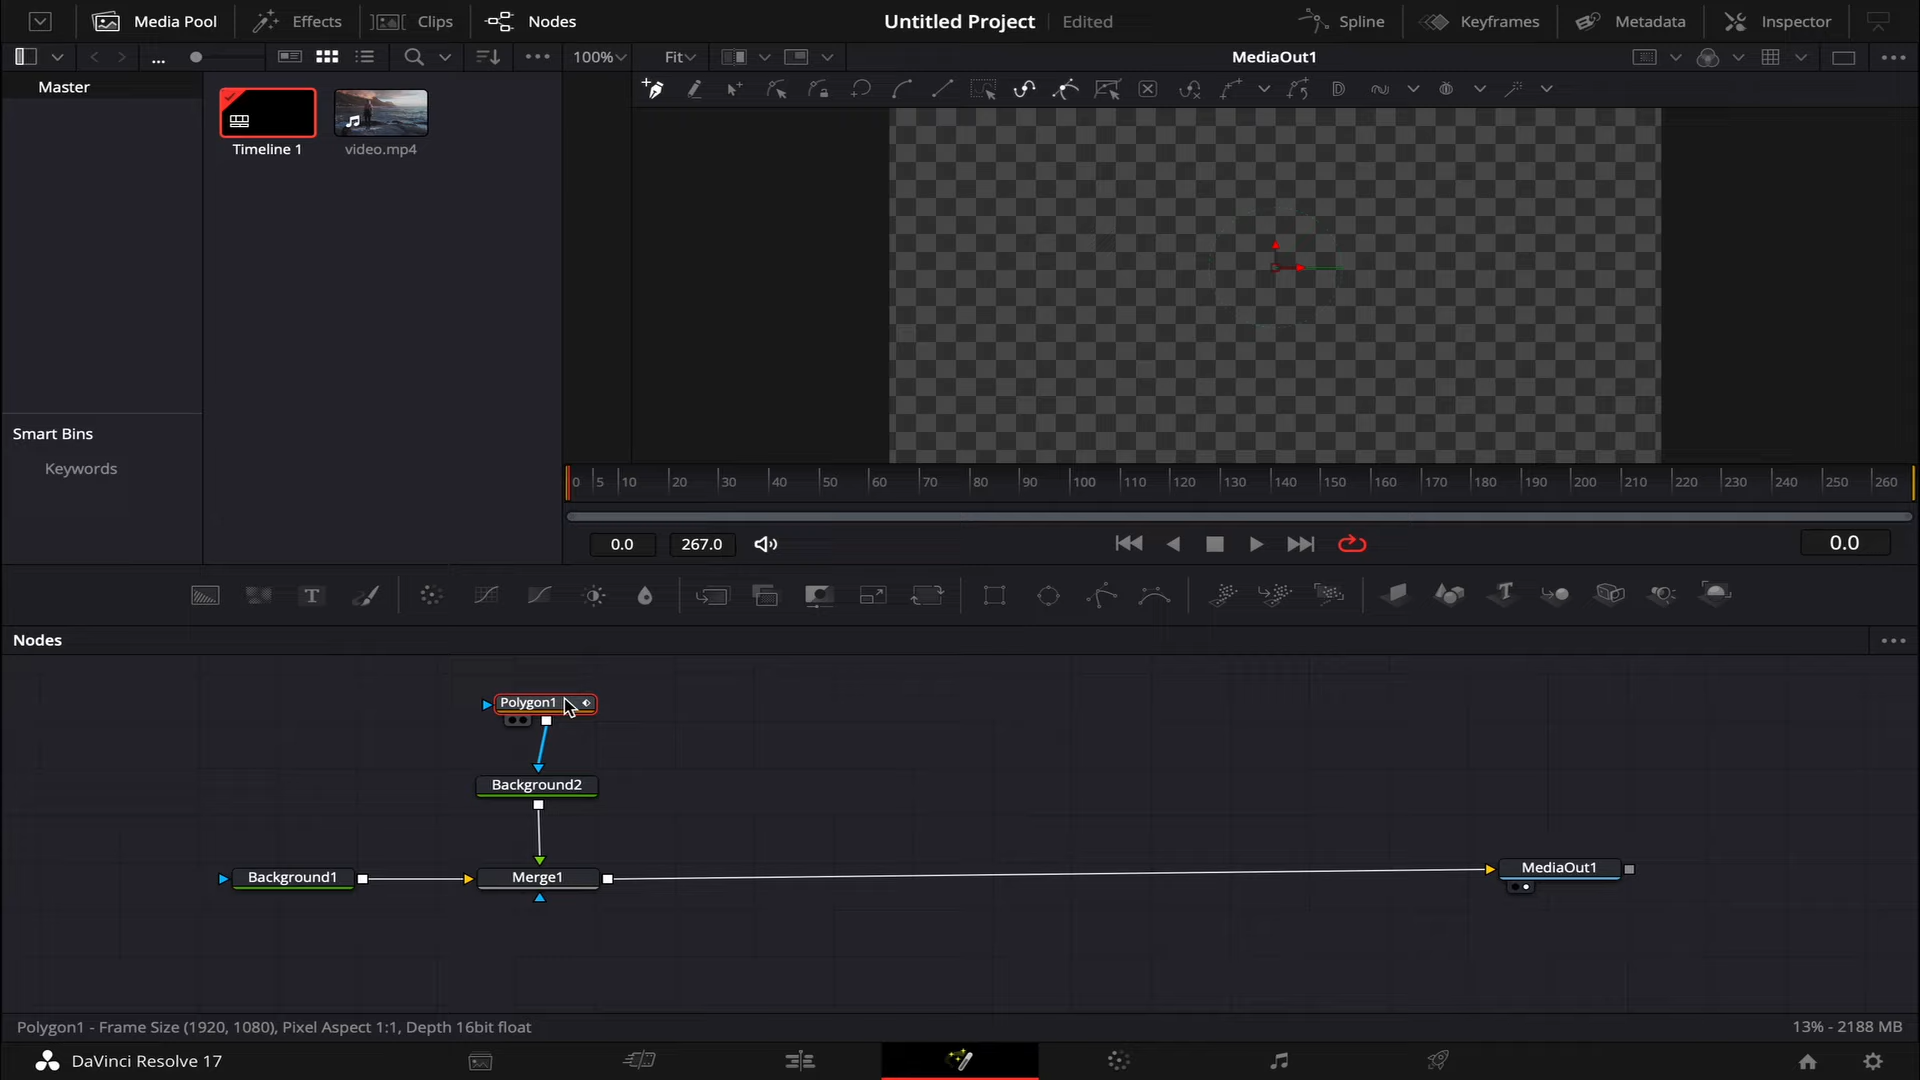 Media Pool Effects Clips Nodes Untitled Project Edited Spline Keyframes Metadata Inspector
... 100% Fit MediaOut1 ...
Master
Timeline 1 video.mp4
Smart Bins
Keywords
0 5 10 20 30 40 50 60 70 80 90 100 110 120 130 140 150 160 170 180 190 200 210 220 230 240 250 260
0.0 267.0 0.0
Nodes
Polygon1
Background2
Background1 Merge1 MediaOut1
Polygon1 - Frame Size (1920, 1080), Pixel Aspect 1:1, Depth 16bit float 13% - 2188 MB
DaVinci Resolve 17